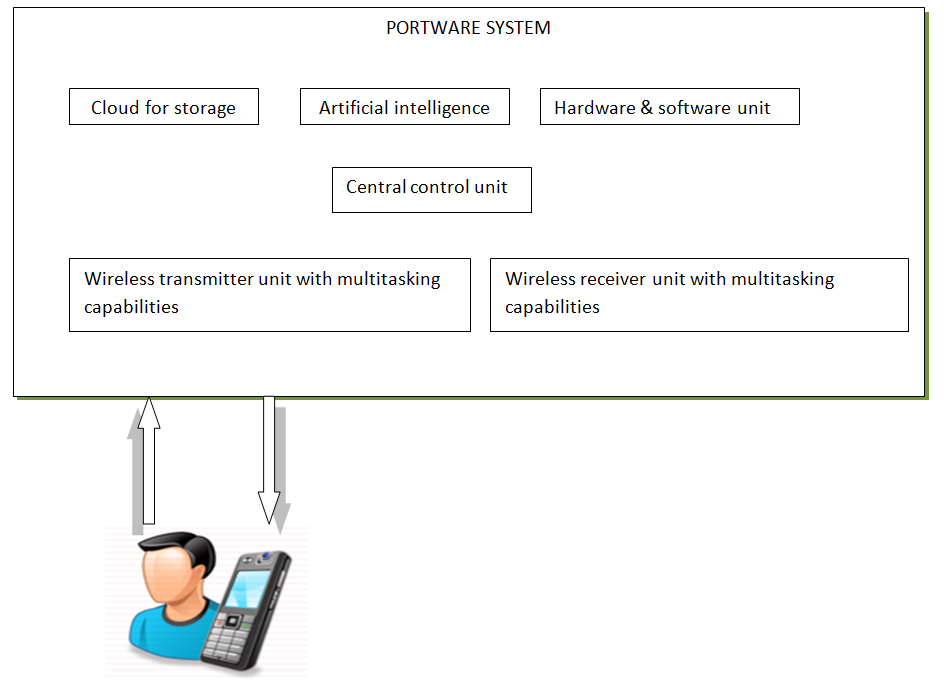 PORTWARE SYSTEM
Cloud for storage
Artificial intelligence
Hardware & software unit
Central control unit
Wireless transmitter unit with multitasking
capabilities
Wireless receiver unit with multitasking
capabilities